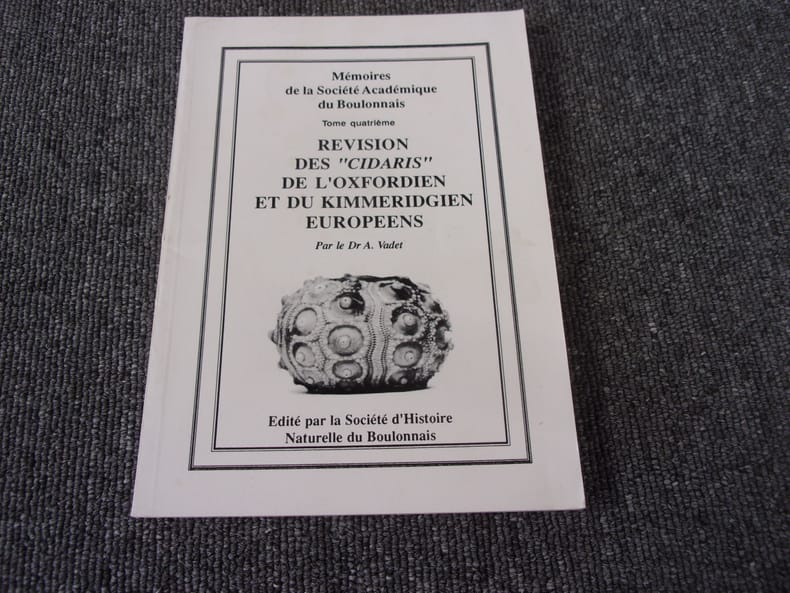 Mémoires
de la Société Académique
du Boulonnais
Tome quatrième
REVISION
DES "CIDARIS"
DE L'OXFORDIEN
ET DU KIMMERIDGIEN
EUROPEENS
Par le Dr A. Vadet
Edité par la Société d'Histoire
Naturelle du Boulonnais